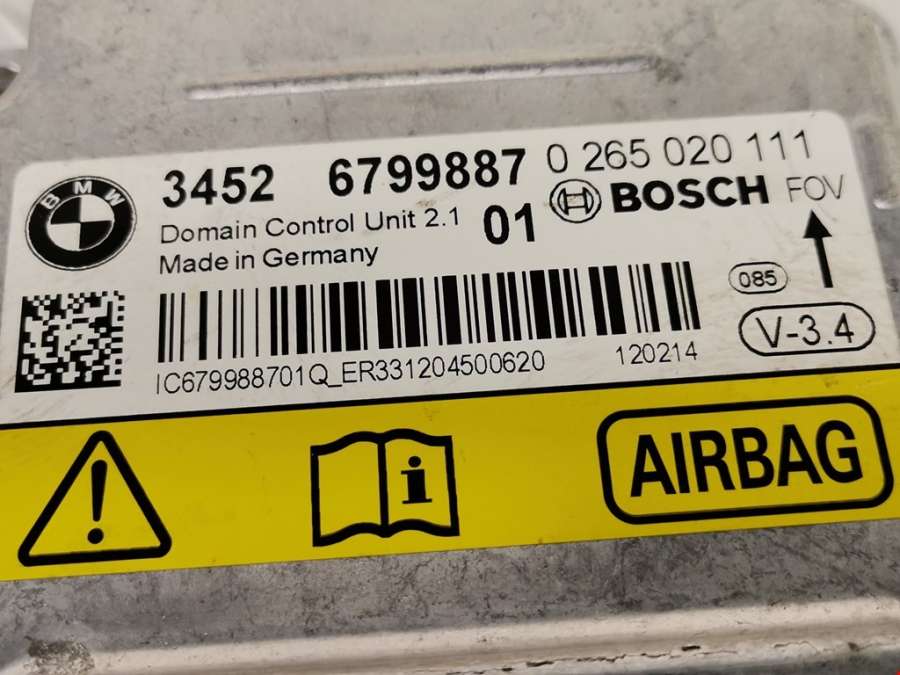 BMW
3452 6799887 01
0 265 020 111
BOSCH FOV
Domain Control Unit 2.1
Made in Germany
085
V-3.4
IC679988701Q_ER331204500620 120214
AIRBAG